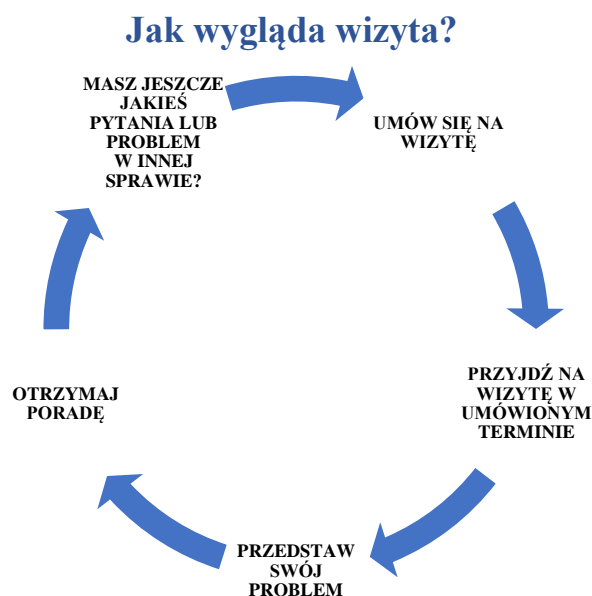 Jak wygląda wizyta?
MASZ JESZCZE
JAKIEŚ
PYTANIA LUB
PROBLEM
W INNEJ
SPRAWIE?
UMÓW SIĘ NA
WIZYTĘ
PRZYJDŹ NA
WIZYTĘ W
UMÓWIONYM
TERMINIE
PRZEDSTAW
SWÓJ
PROBLEM
OTRZYMAJ
PORADĘ